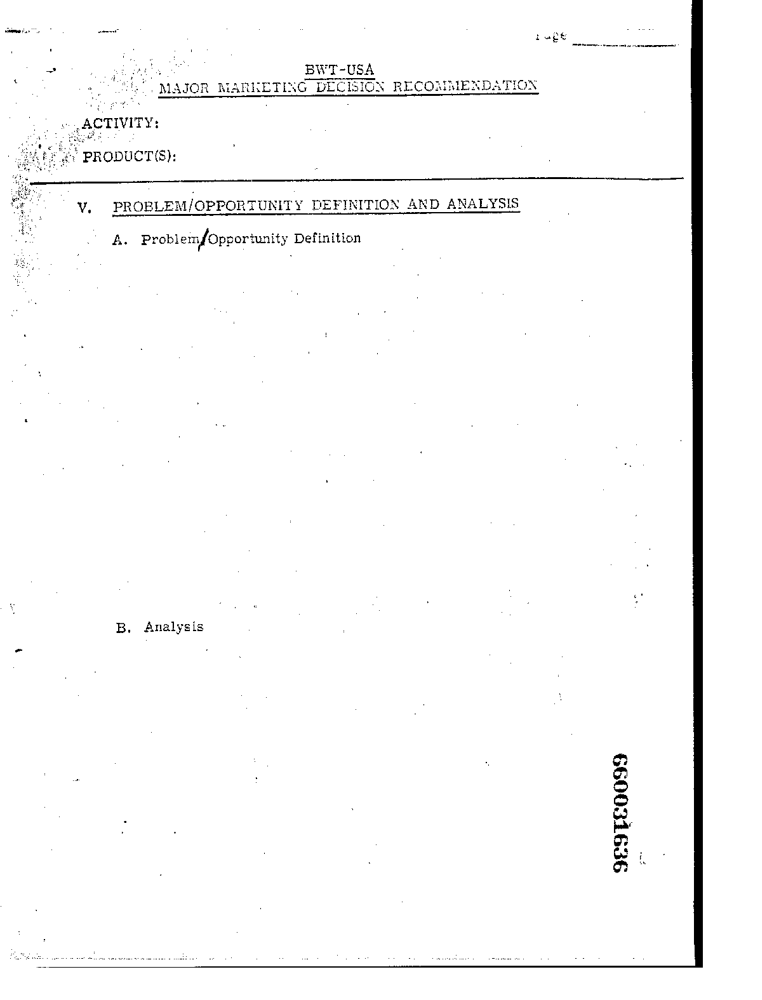 Page
BWT-USA
MAJOR MARKETING DECISION RECOMMENDATION
ACTIVITY:
PRODUCT(S):
V. PROBLEM/OPPORTUNITY DEFINITION AND ANALYSIS
A. Problem/Opportunity Definition
B. Analysis
660031636